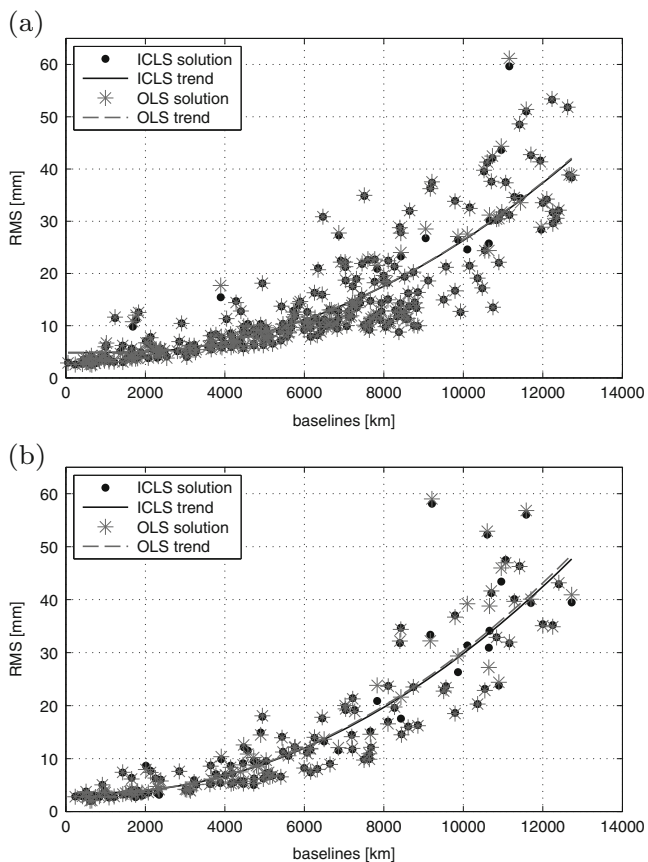 (a)
60
50
40
30
20
10
0
RMS [mm]
ICLS solution
ICLS trend
OLS solution
OLS trend
0 2000 4000 6000 8000 10000 12000 14000
baselines [km]
(b)
60
50
40
30
20
10
0
RMS [mm]
ICLS solution
ICLS trend
OLS solution
OLS trend
0 2000 4000 6000 8000 10000 12000 14000
baselines [km]